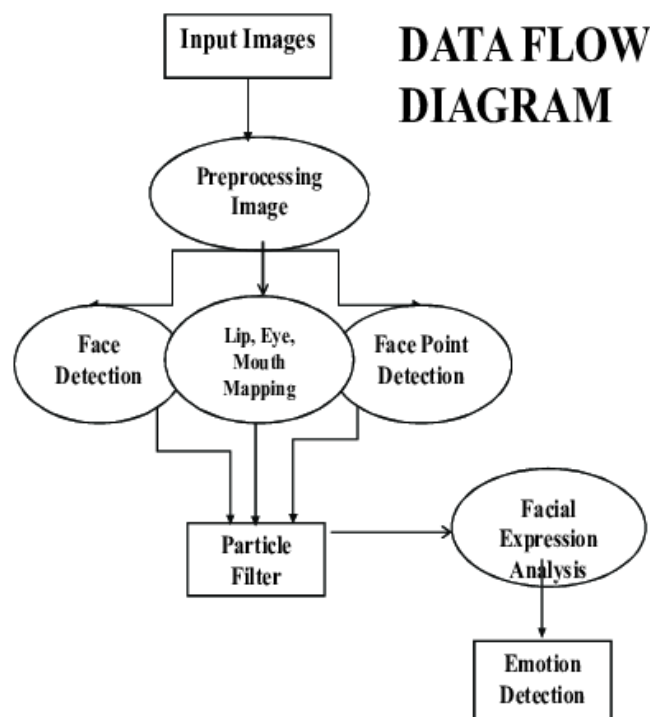 Input Images
DATA FLOW
DIAGRAM
Preprocessing
Image
Face
Detection
Lip, Eye,
Mouth
Mapping
Face Point
Detection
Particle
Filter
Facial
Expression
Analysis
Emotion
Detection